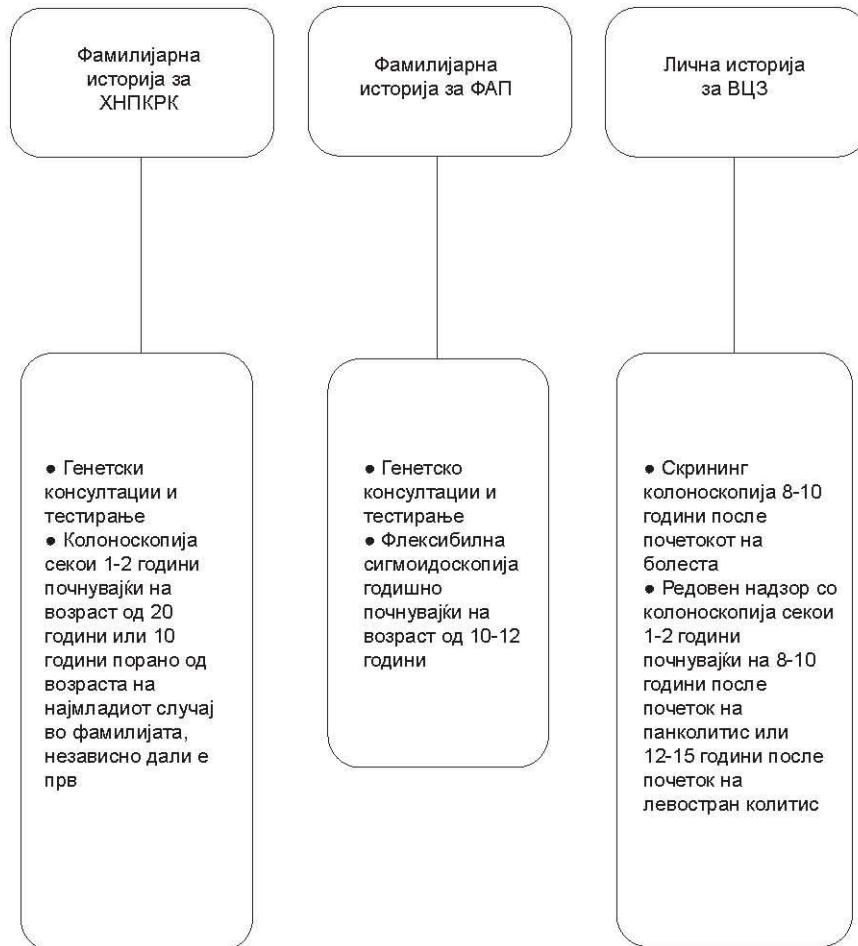 Фамилијарна
историја за
ХНПКРК
Фамилијарна
историја за ФАП
Лична историја
за ВЦЗ
● Генетски
консултации и
тестирање
● Колоноскопија
секои 1-2 години
почнувајќи на
возраст од 20
години или 10
години порано од
возраста на
најмладиот случај
во фамилијата,
независно дали е
прв
● Генетско
консултации и
тестирање
● Флексибилна
сигмоидоскопија
годишно
почнувајќи на
возраст од 10-12
години
● Скрининг
колоноскопија 8-10
години после
почетокот на
болеста
● Редовен надзор со
колоноскопија секои
1-2 години
почнувајќи на 8-10
години после
почеток на
панколитис или
12-15 години после
почеток на
левостран колитис